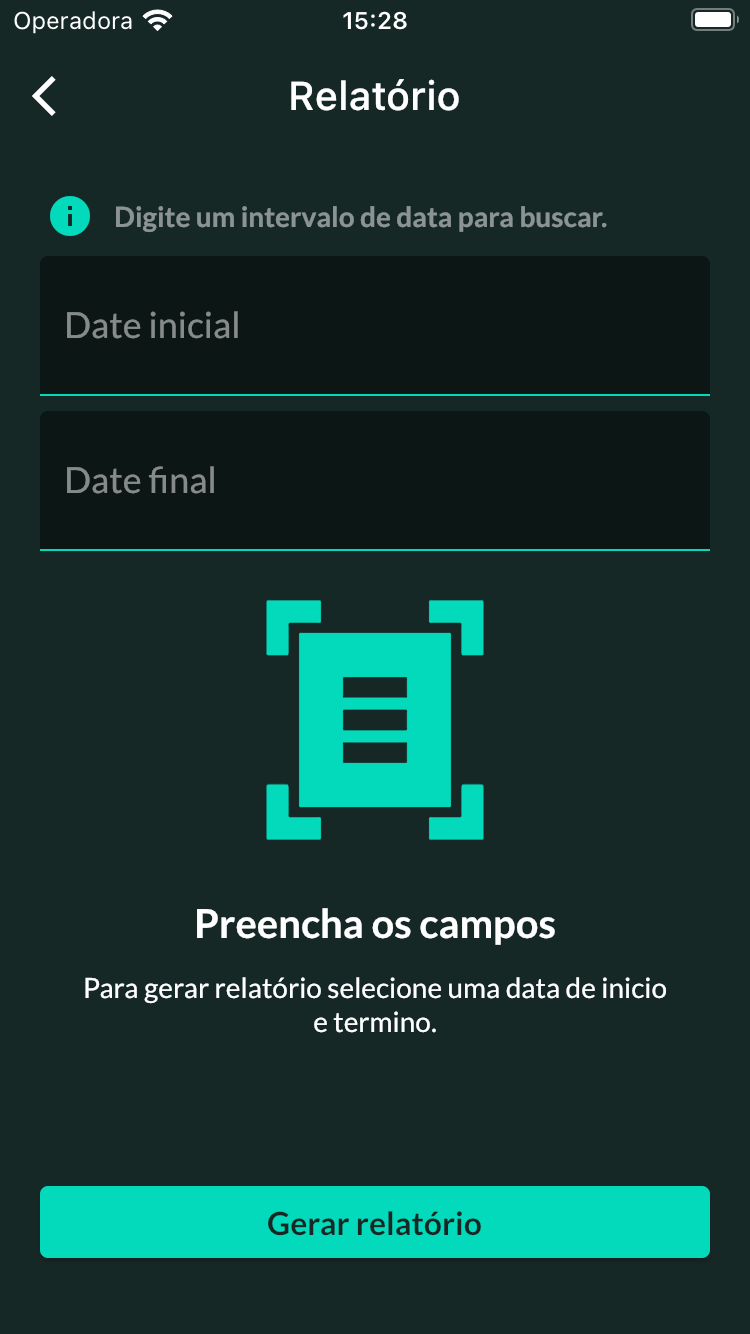 Operadora 15:28
Relatório
Digite um intervalo de data para buscar.
Date inicial
Date final
Preencha os campos
Para gerar relatório selecione uma data de inicio
e termino.
Gerar relatório